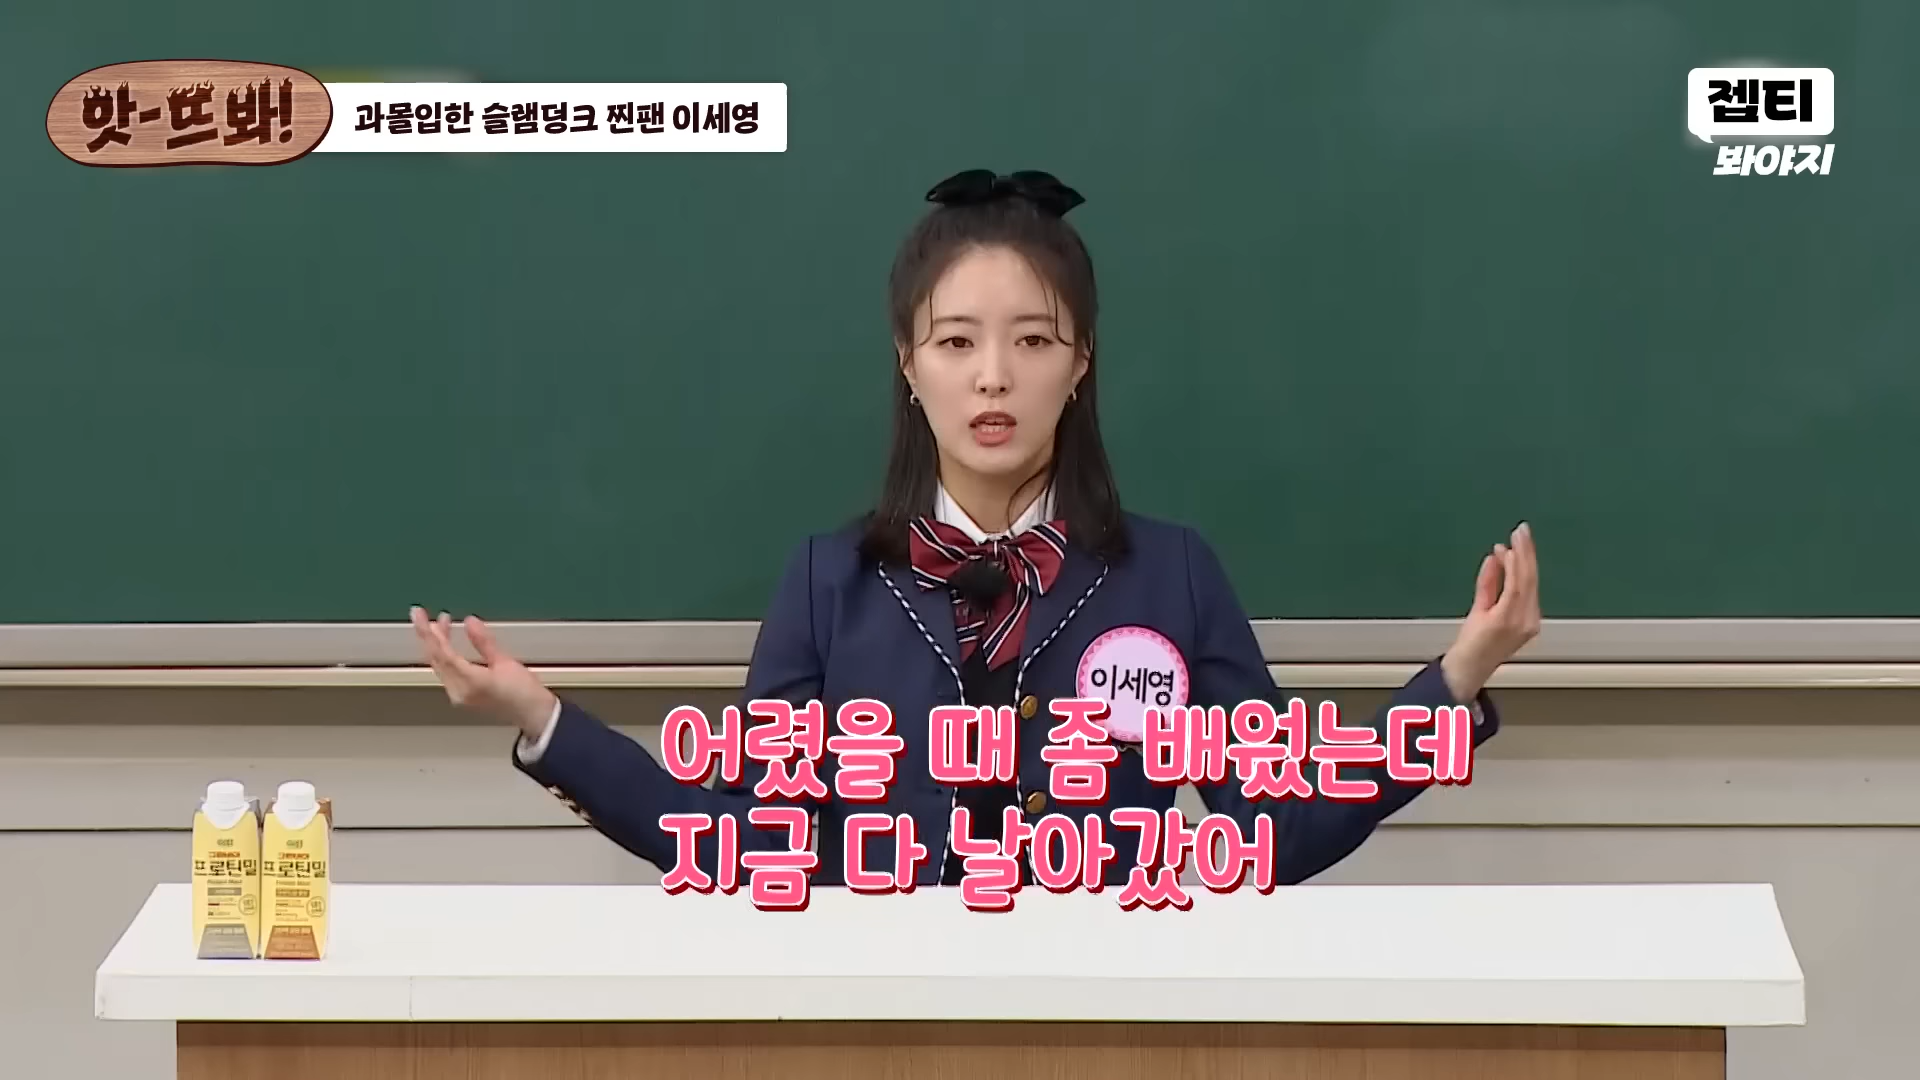 앗-뜨봐!
과몰입한 슬램덩크 찐팬 이세영
젭티
봐야지
이세영
어렸을 때 좀 배웠는데
지금 다 날아갔어
프로틴밀
프로틴밀